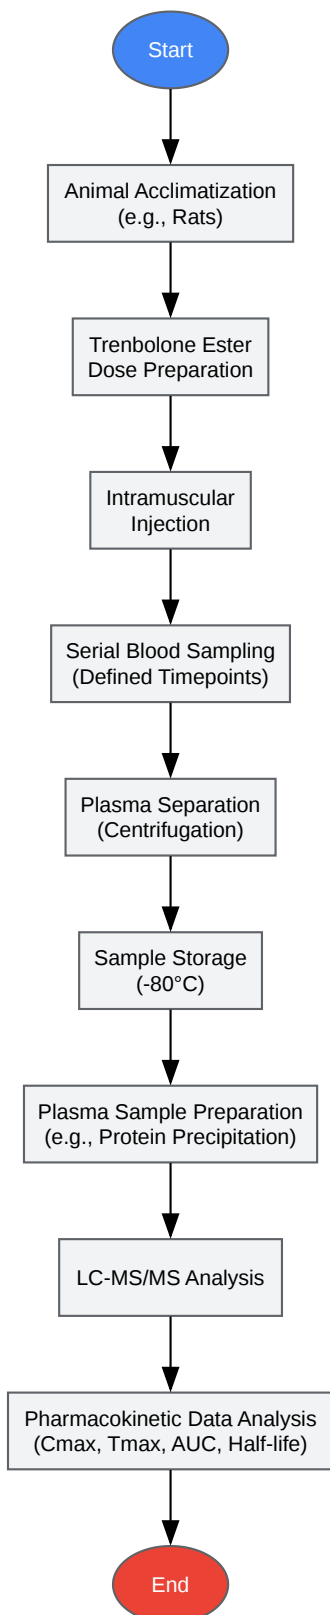 Start
Animal Acclimatization
(e.g., Rats)
Trenbolone Ester
Dose Preparation
Intramuscular
Injection
Serial Blood Sampling
(Defined Timepoints)
Plasma Separation
(Centrifugation)
Sample Storage
(-80°C)
Plasma Sample Preparation
(e.g., Protein Precipitation)
LC-MS/MS Analysis
Pharmacokinetic Data Analysis
(Cmax, Tmax, AUC, Half-life)
End